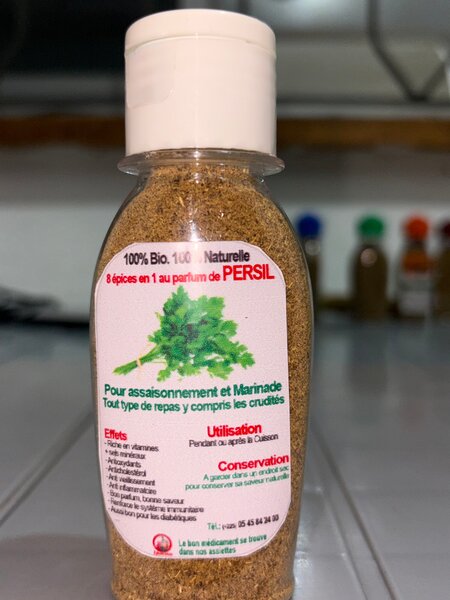 100% Bio. 100% Naturelle
8 épices en 1 au parfum de PERSIL
Pour assaisonnement et Marinade
Tout type de repas y compris les crudités
Effets
- Riche en vitamines
+ sels minéraux
- Antioxydants
- Anticholéstérol
- Anti vieillissement
- Anti inflammatoire
- Bon parfum, bonne saveur
- Renforce le système immunitaire
- Aussi bon pour les diabétiques
Utilisation
Pendant ou après la Cuisson
Conservation
A garder dans un endroit sec
pour conserver sa saveur naturelle
Tél.: (+225) 05 45 84 24 00
Le bon médicament se trouve
dans nos assiettes